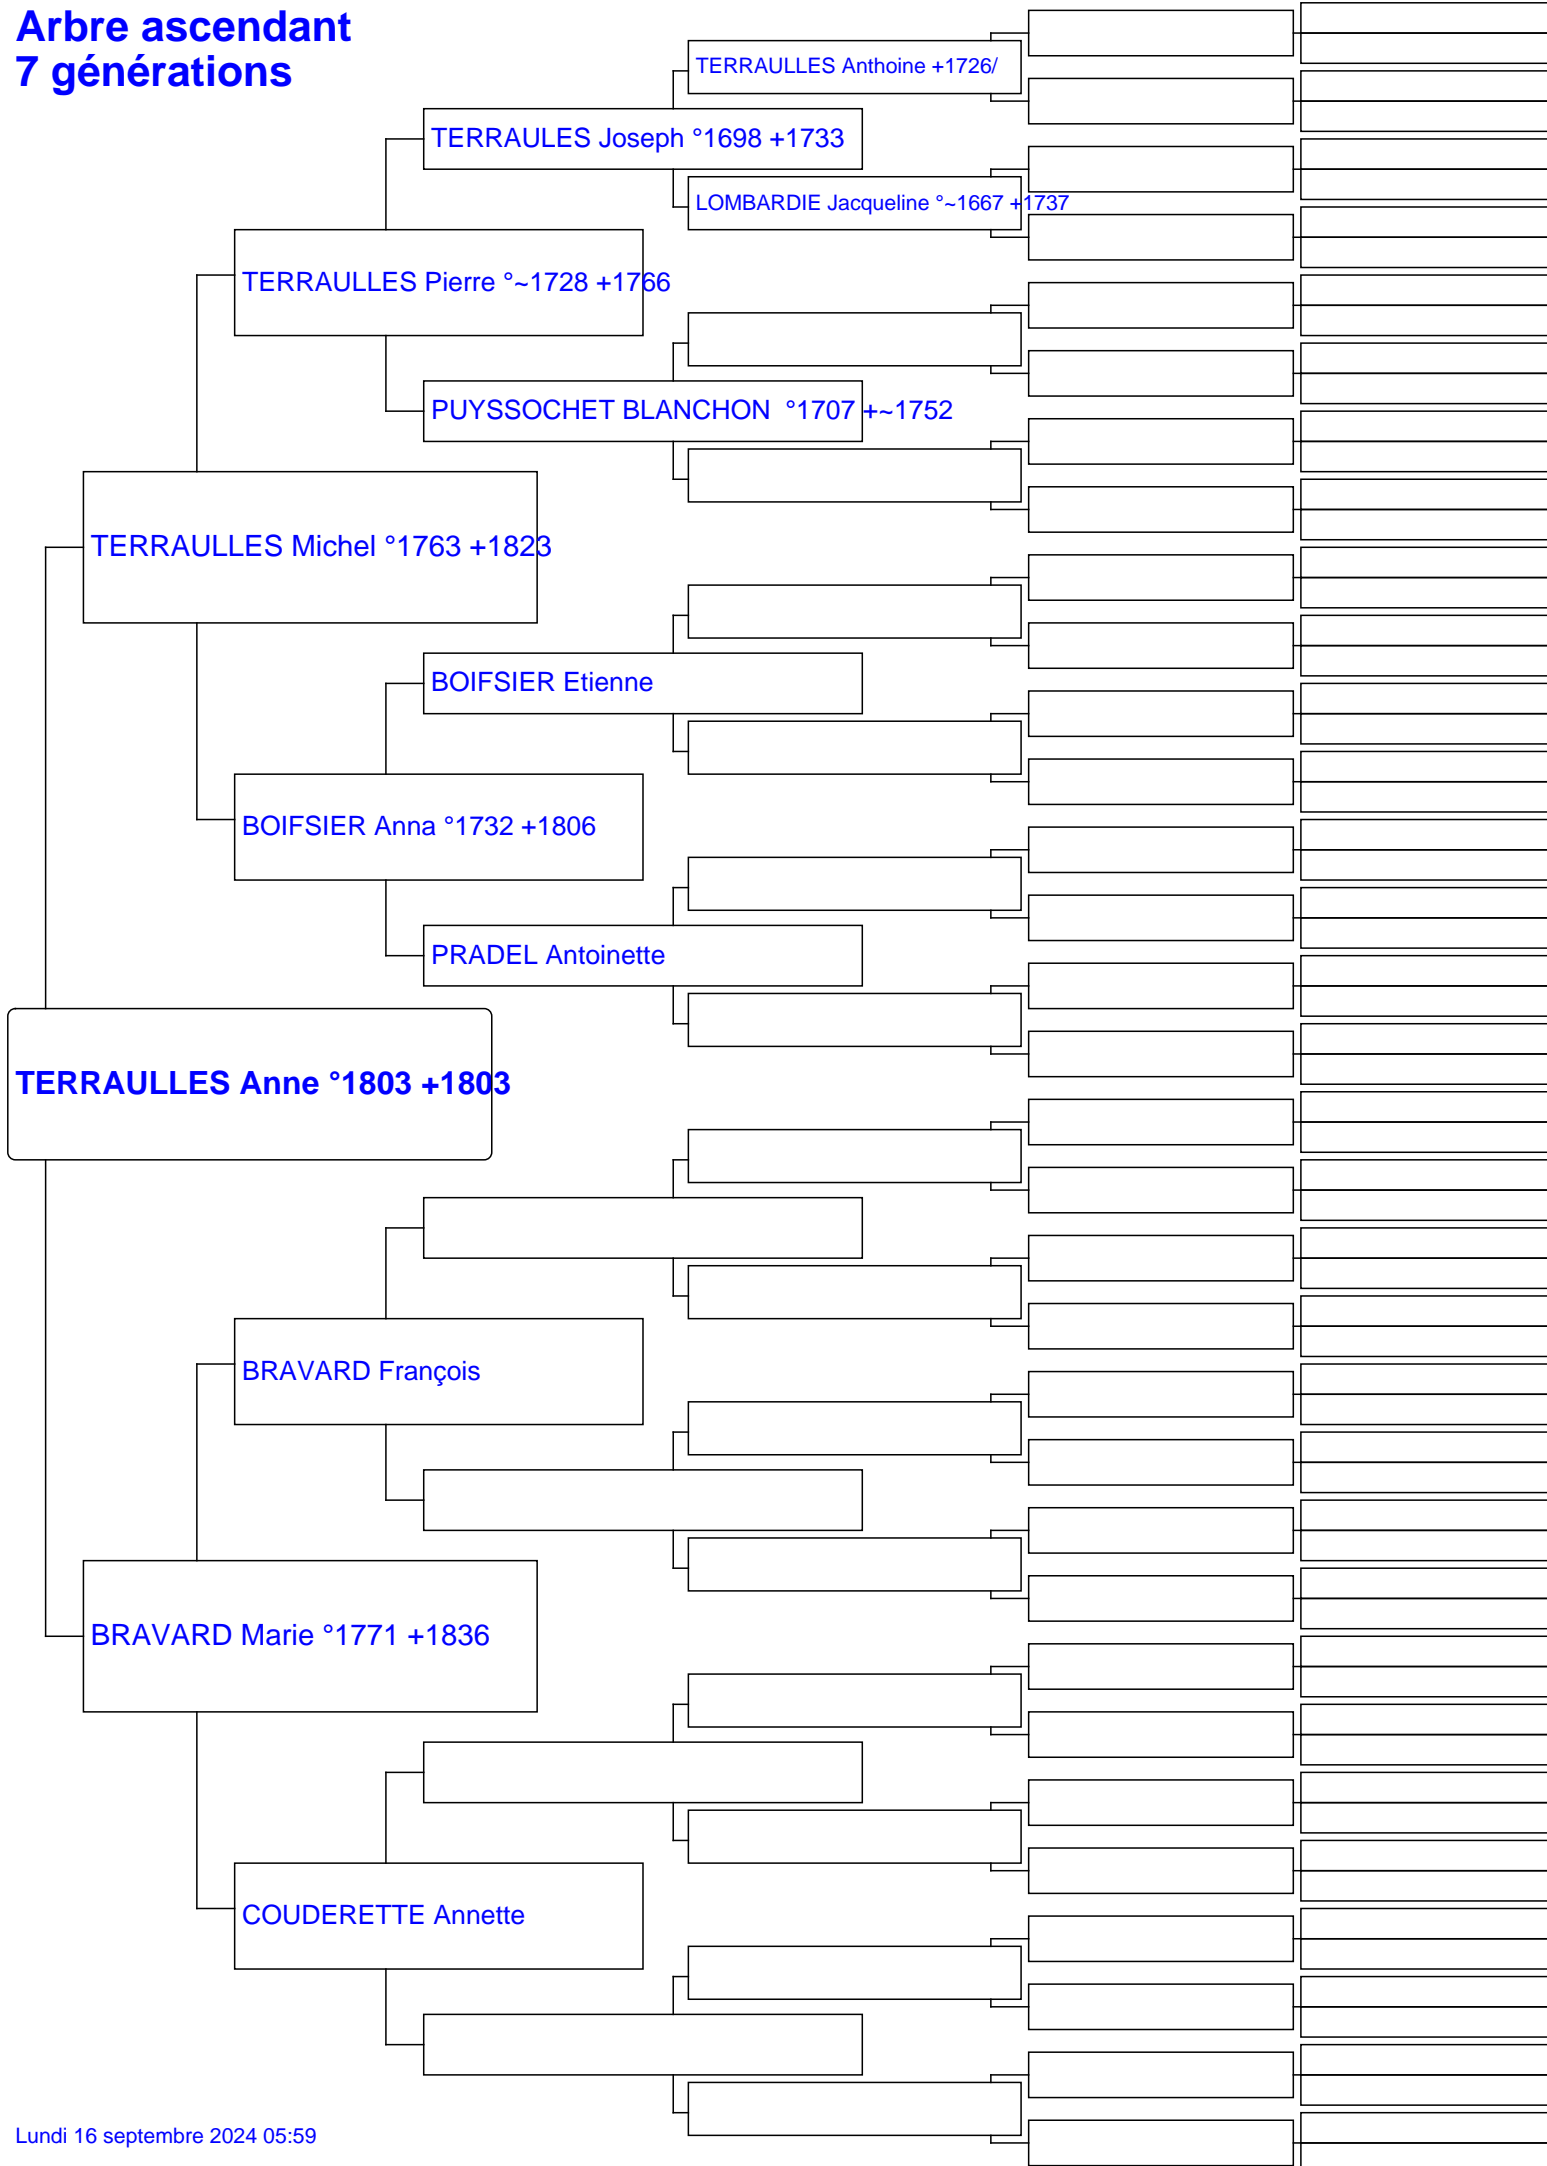 Arbre ascendant
7 générations
TERRAULLES Anthoine +1726/
TERRAULES Joseph °1698 +1733
LOMBARDIE Jacqueline °~1667 +1737
TERRAULLES Pierre °~1728 +1766
PUYSSOCHET BLANCHON  °1707 +~1752
TERRAULLES Michel °1763 +1823
BOIFSIER Etienne
BOIFSIER Anna °1732 +1806
PRADEL Antoinette
TERRAULLES Anne °1803 +1803
BRAVARD François
BRAVARD Marie °1771 +1836
COUDERETTE Annette
Lundi 16 septembre 2024 05:59